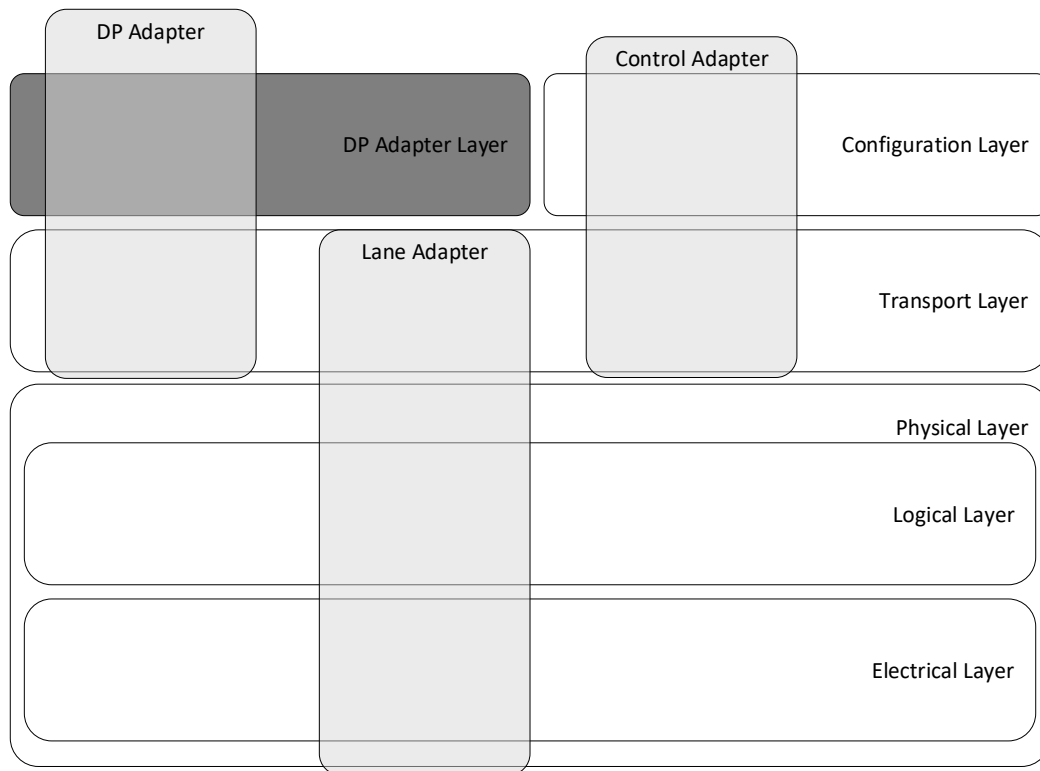 DP Adapter
Control Adapter
DP Adapter Layer
Configuration Layer
Lane Adapter
Transport Layer
Physical Layer
Logical Layer
Electrical Layer